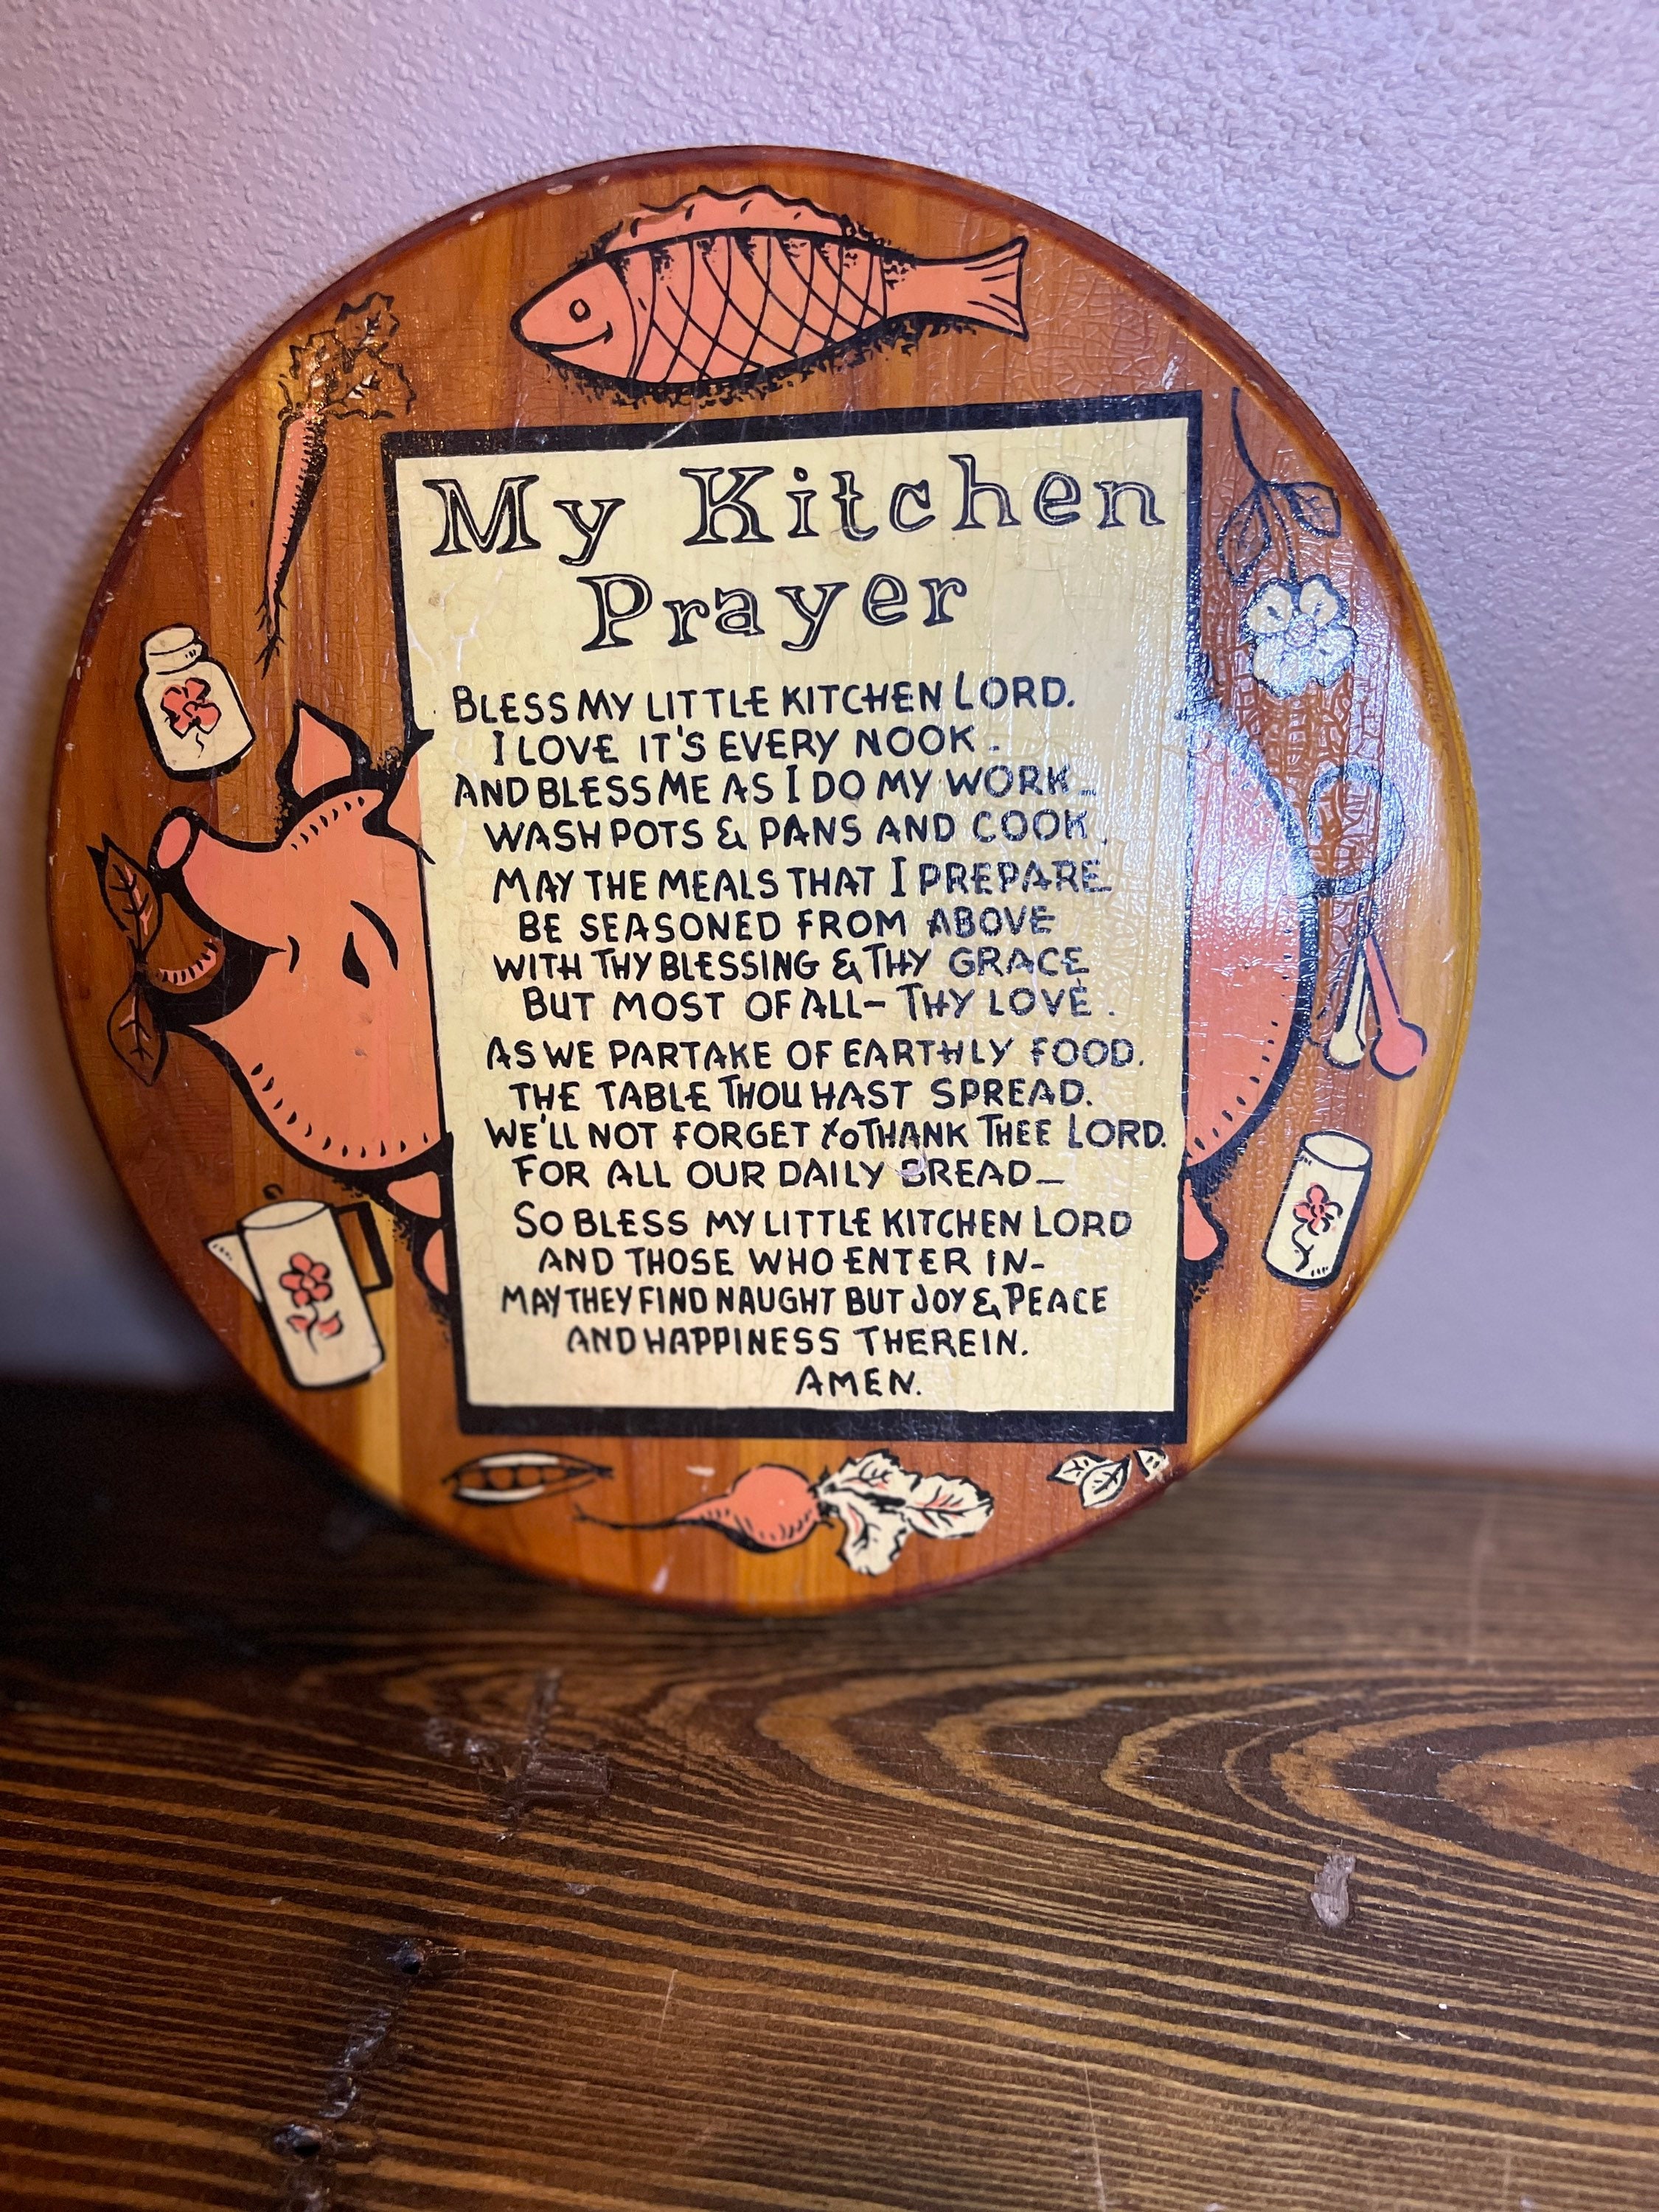 My Kitchen
Prayer
BLESS MY LITTLE KITCHEN LORD.
I LOVE IT'S EVERY NOOK.
AND BLESS ME AS I DO MY WORK_
WASH POTS & PANS AND COOK.
MAY THE MEALS THAT I PREPARE
BE SEASONED FROM ABOVE
WITH THY BLESSING & THY GRACE
BUT MOST OF ALL- THY LOVE.
AS WE PARTAKE OF EARTHLY FOOD.
THE TABLE THOU HAST SPREAD.
WE'LL NOT FORGET to THANK THEE LORD.
FOR ALL OUR DAILY BREAD_
SO BLESS MY LITTLE KITCHEN LORD
AND THOSE WHO ENTER IN-
MAY THEY FIND NAUGHT BUT JOY & PEACE
AND HAPPINESS THEREIN.
AMEN.